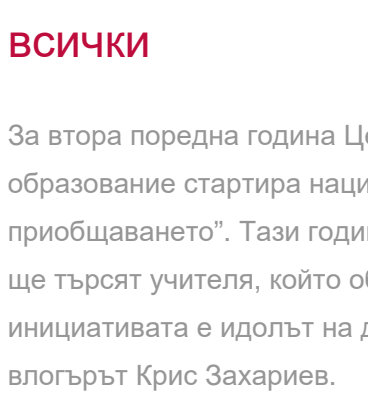 ВСИЧКИ
За втора поредна година
образование стартира
приобщаването”. Тази
ще търсят учителя, който
инициативата е идолът на
влогърът Крис Захариев.